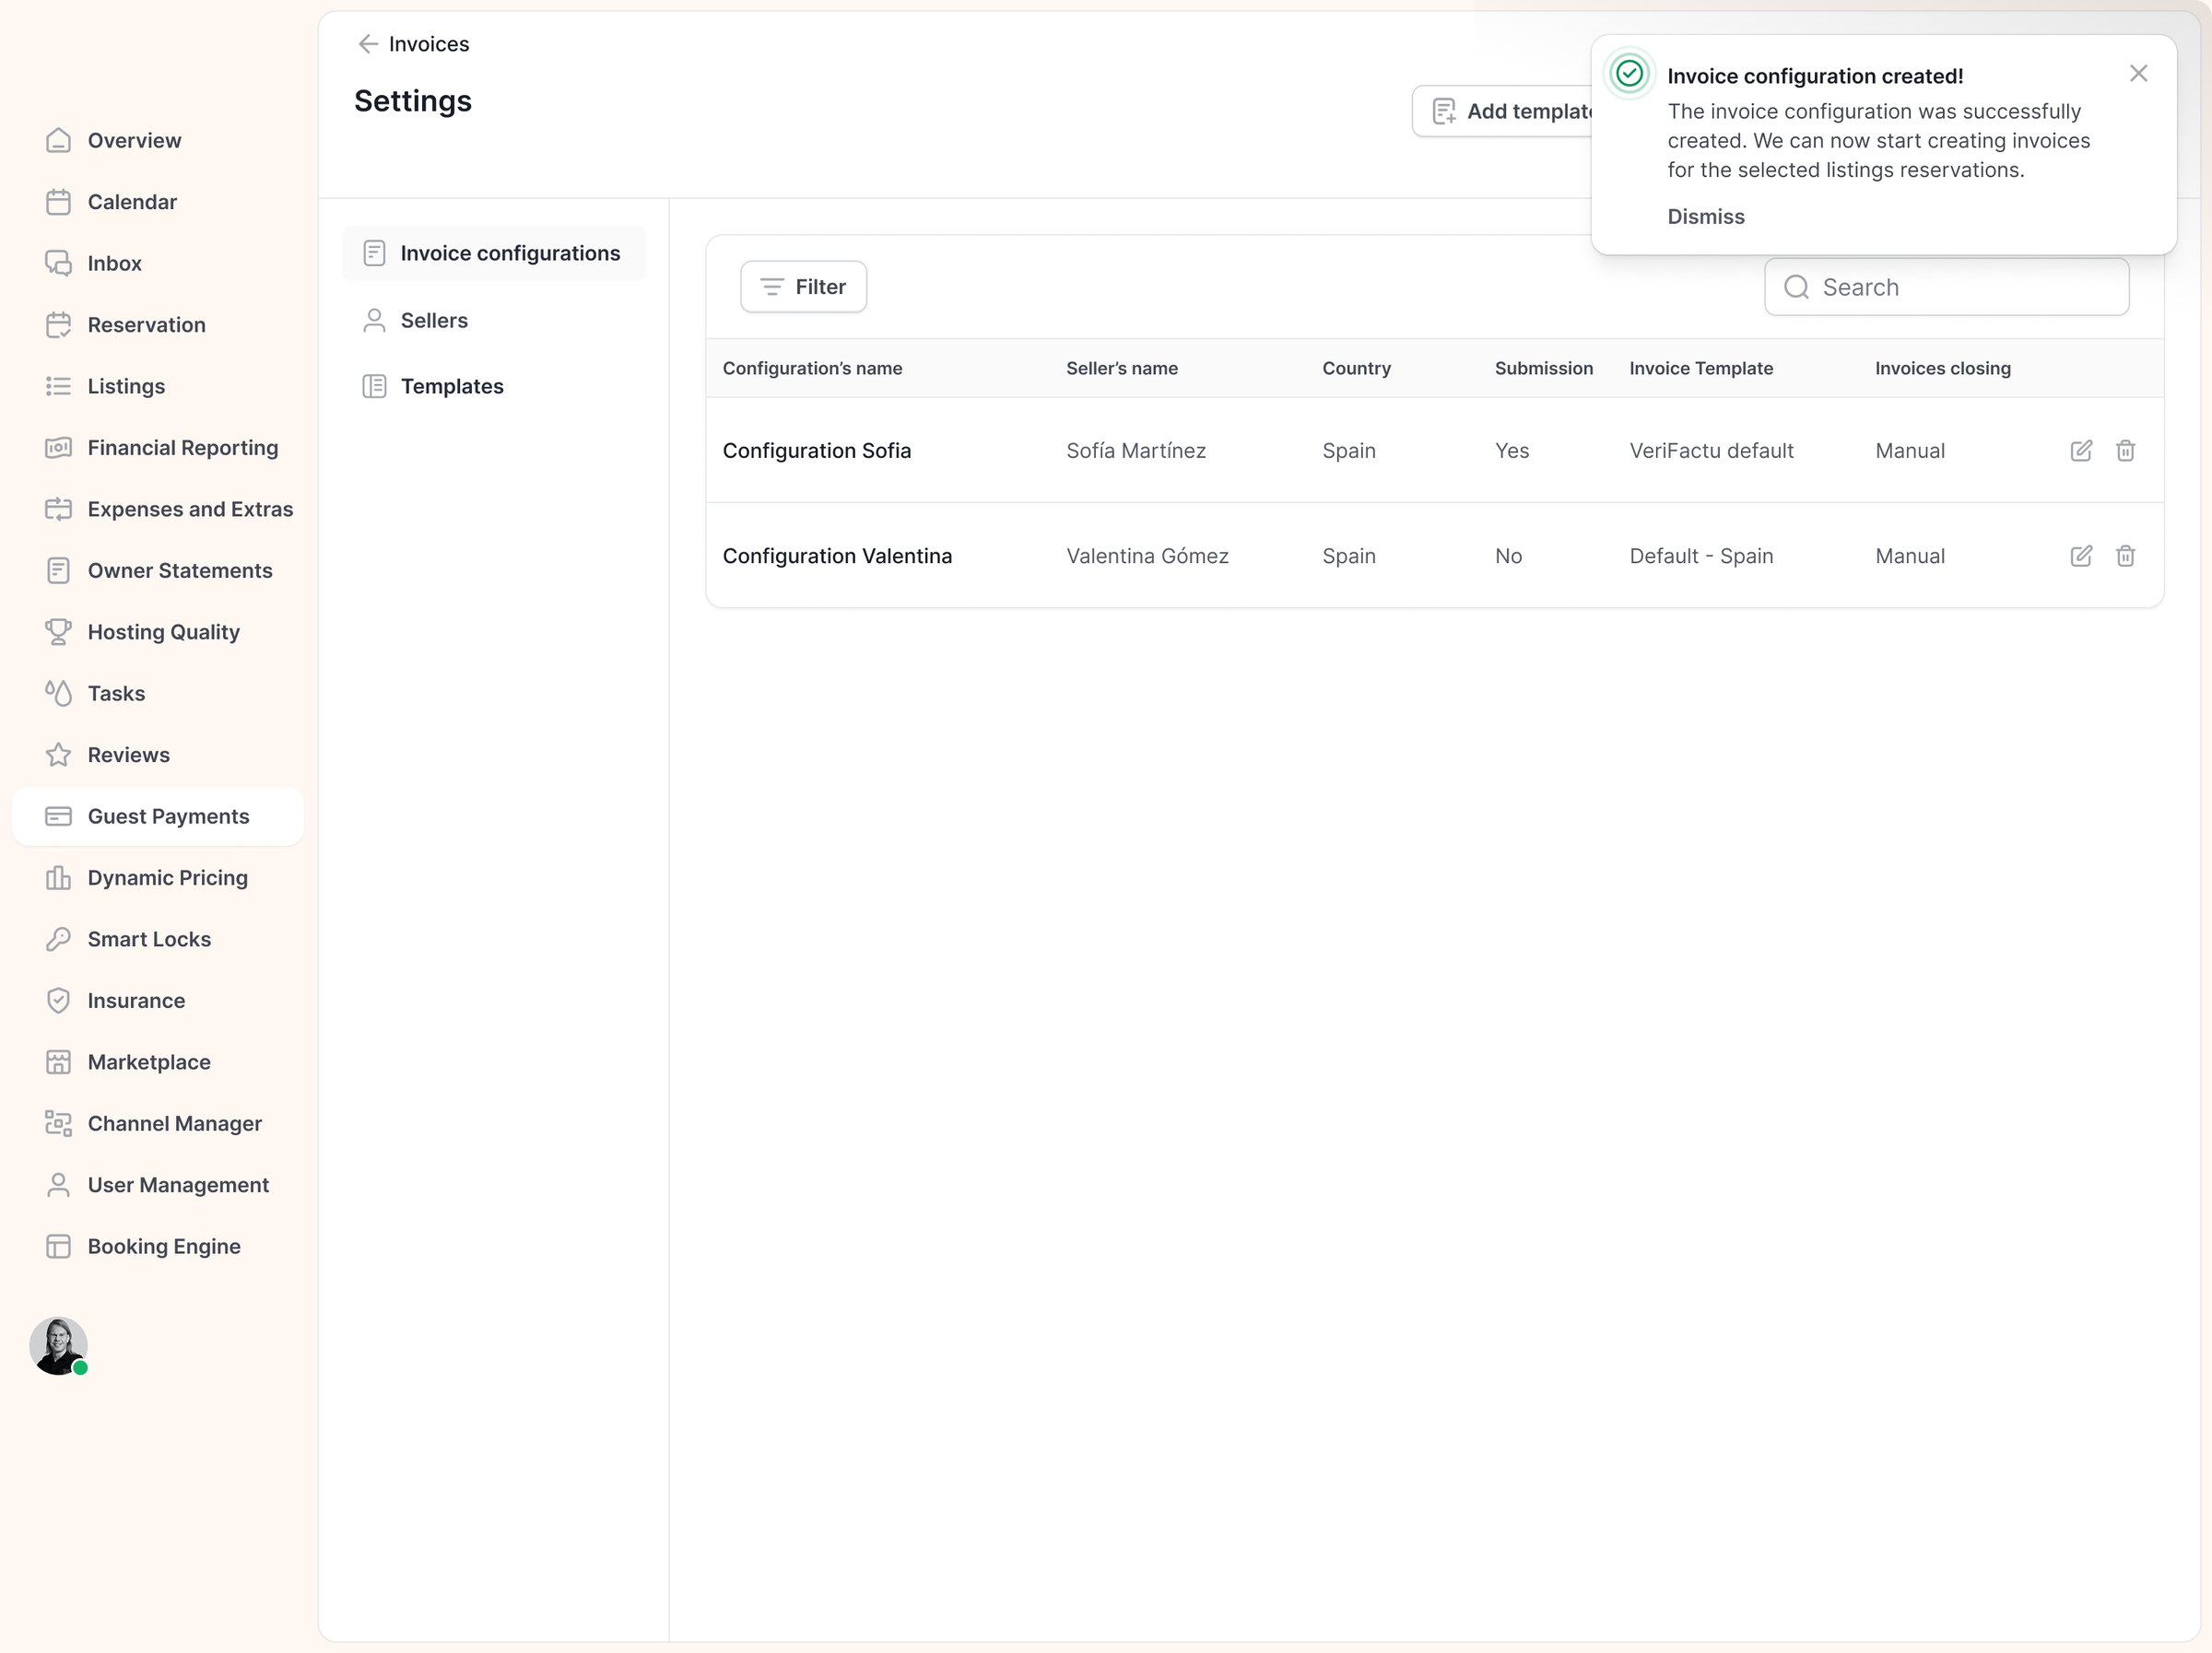 Invoices
Settings
Add template
Invoice configuration created!
The invoice configuration was successfully
created. We can now start creating invoices
for the selected listings reservations.
Dismiss
Overview
Calendar
Inbox
Reservation
Listings
Financial Reporting
Expenses and Extras
Owner Statements
Hosting Quality
Tasks
Reviews
Guest Payments
Dynamic Pricing
Smart Locks
Insurance
Marketplace
Channel Manager
User Management
Booking Engine
Invoice configurations
Sellers
Templates
Filter
Search
Configuration’s name Seller’s name Country Submission Invoice Template Invoices closing
Configuration Sofia Sofía Martínez Spain Yes VeriFactu default Manual
Configuration Valentina Valentina Gómez Spain No Default - Spain Manual